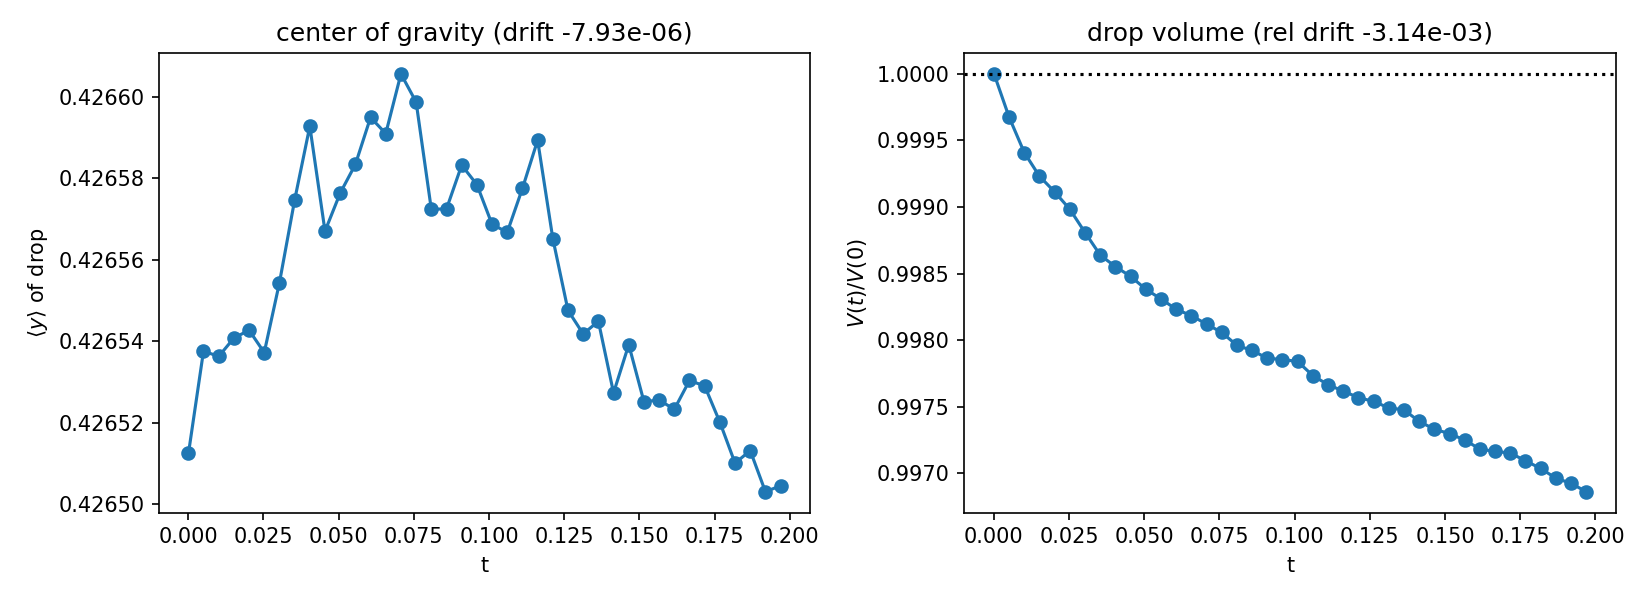 center of gravity (drift -7.93e-06)
⟨y⟩ of drop
0.42660
0.42658
0.42656
0.42654
0.42652
0.42650
0.000 0.025 0.050 0.075 0.100 0.125 0.150 0.175 0.200
t
drop volume (rel drift -3.14e-03)
V(t)/V(0)
1.0000
0.9995
0.9990
0.9985
0.9980
0.9975
0.9970
0.000 0.025 0.050 0.075 0.100 0.125 0.150 0.175 0.200
t